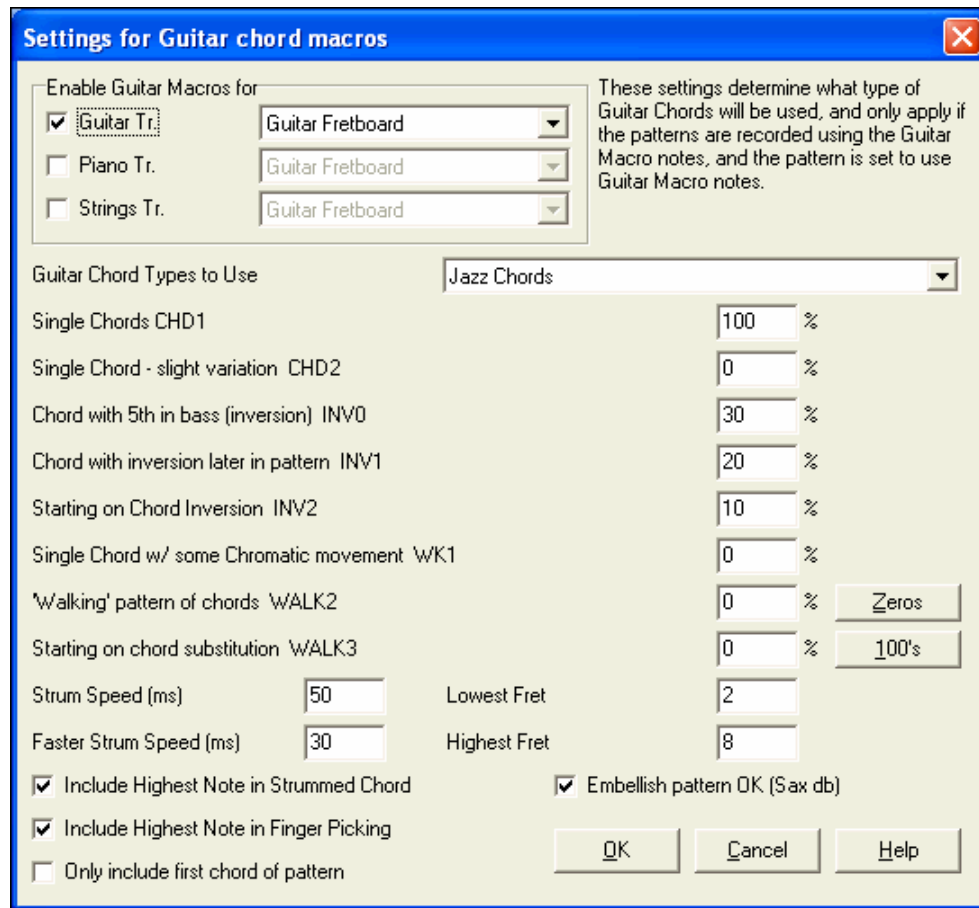 Settings for Guitar chord macros
Enable Guitar Macros for
Guitar Tr.
Guitar Fretboard
Piano Tr.
Guitar Fretboard
Strings Tr.
Guitar Fretboard
These settings determine what type of
Guitar Chords will be used, and only apply if
the patterns are recorded using the Guitar
Macro notes, and the pattern is set to use
Guitar Macro notes.
Guitar Chord Types to Use Jazz Chords
Single Chords CHD1 100 %
Single Chord - slight variation CHD2 0 %
Chord with 5th in bass (inversion) INV0 30 %
Chord with inversion later in pattern INV1 20 %
Starting on Chord Inversion INV2 10 %
Single Chord w/ some Chromatic movement WK1 0 %
'Walking' pattern of chords WALK2 0 % Zeros
Starting on chord substitution WALK3 0 % 100's
Strum Speed (ms) 50 Lowest Fret 2
Faster Strum Speed (ms) 30 Highest Fret 8
Include Highest Note in Strummed Chord Embellish pattern OK (Sax db)
Include Highest Note in Finger Picking
Only include first chord of pattern
OK Cancel Help